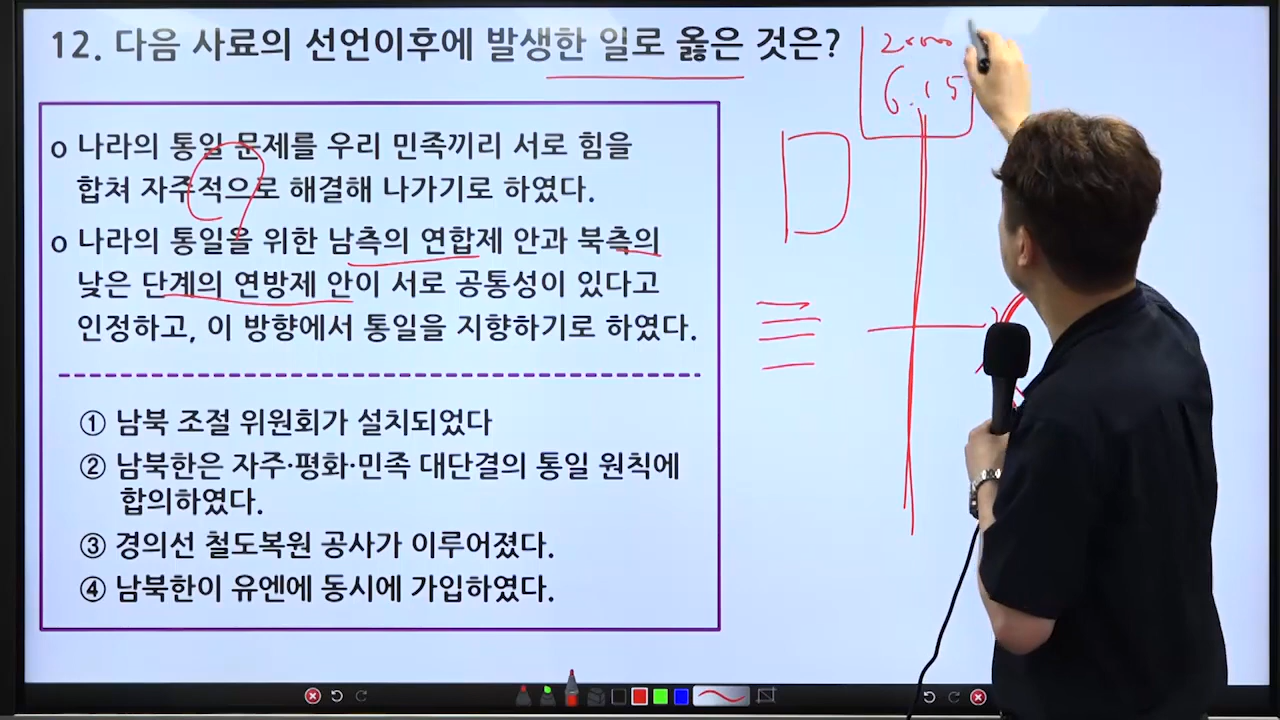 12. 다음 사료의 선언이후에 발생한 일로 옳은 것은?
o 나라의 통일 문제를 우리 민족끼리 서로 힘을
합쳐 자주적으로 해결해 나가기로 하였다.
o 나라의 통일을 위한 남측의 연합제 안과 북측의
낮은 단계의 연방제 안이 서로 공통성이 있다고
인정하고, 이 방향에서 통일을 지향하기로 하였다.
① 남북 조절 위원회가 설치되었다
② 남북한은 자주·평화·민족 대단결의 통일 원칙에
합의하였다.
③ 경의선 철도복원 공사가 이루어졌다.
④ 남북한이 유엔에 동시에 가입하였다.
2000
6.15